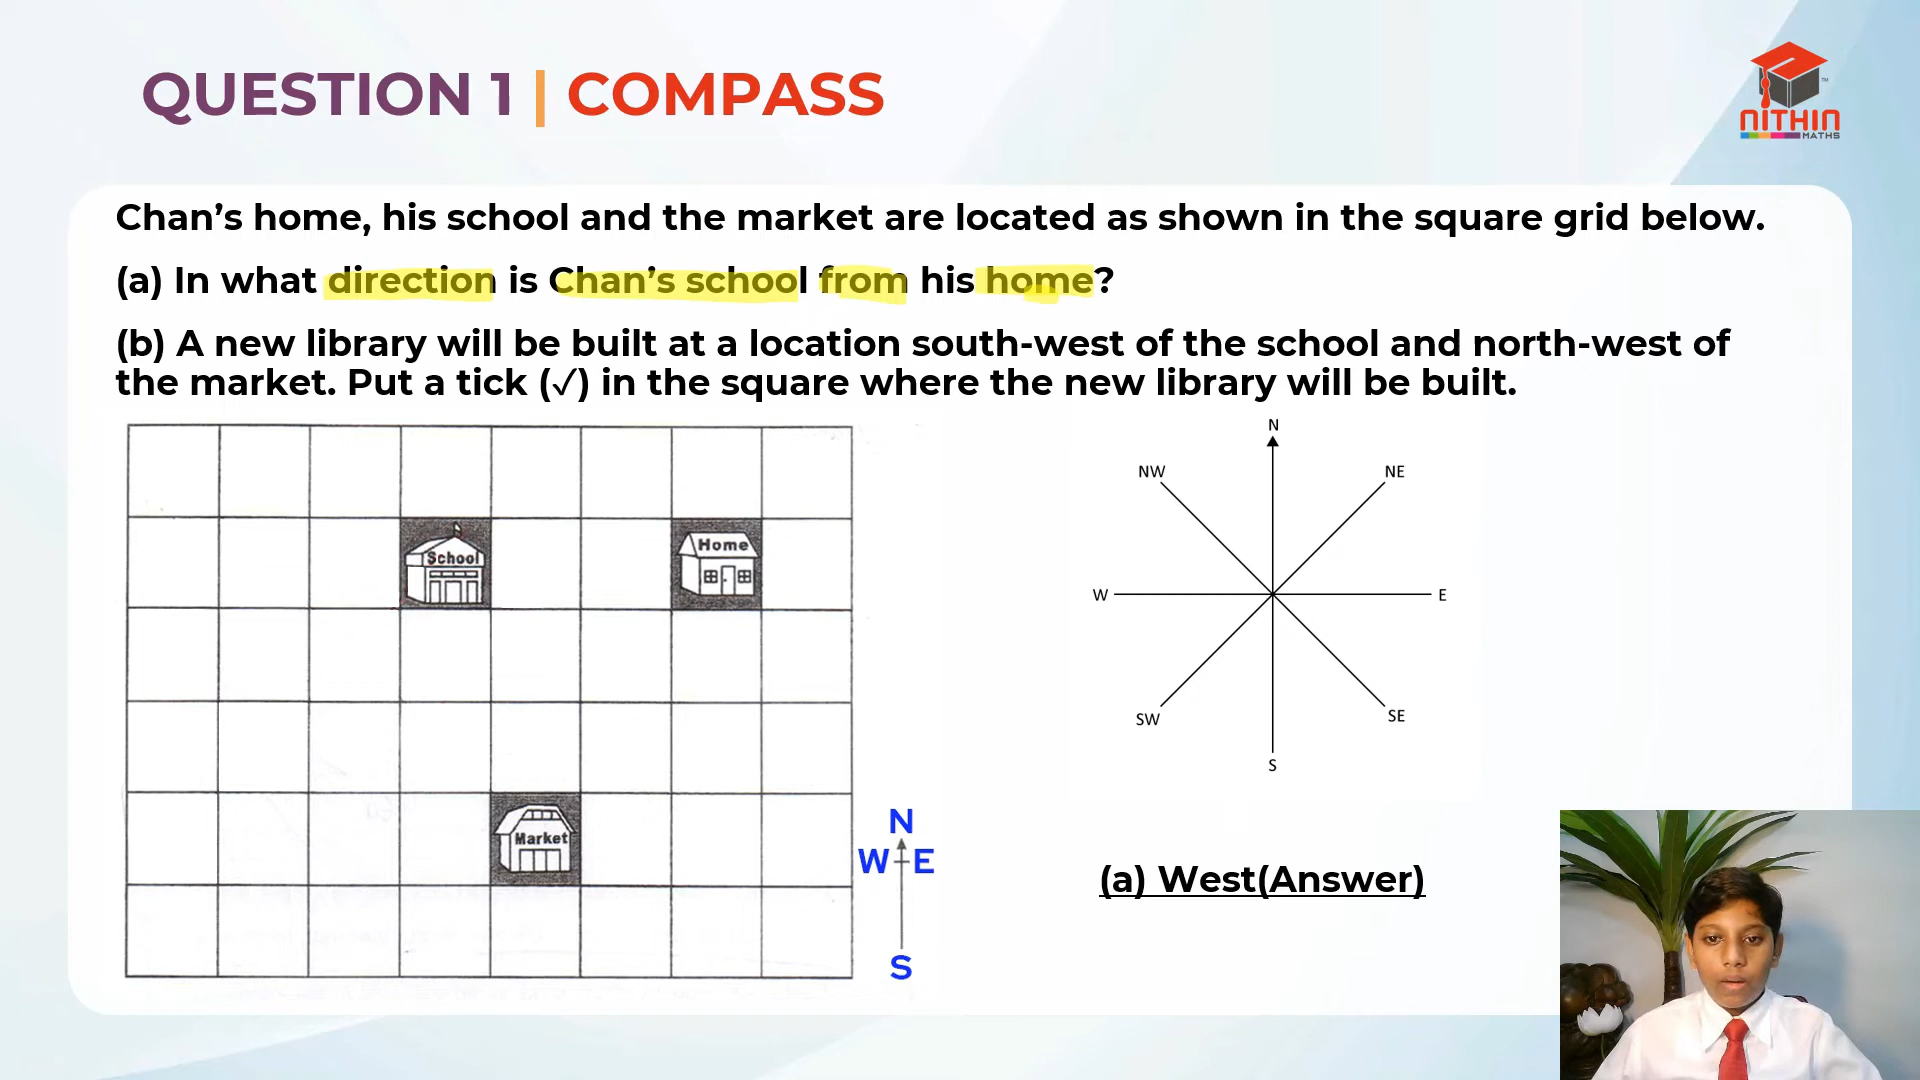 QUESTION 1 | COMPASS
NITHIN
MATHS
TM
Chan’s home, his school and the market are located as shown in the square grid below.
(a) In what direction is Chan’s school from his home?
(b) A new library will be built at a location south-west of the school and north-west of
the market. Put a tick (✓) in the square where the new library will be built.
N
NW
NE
School
Home
W
E
SW
SE
S
Market
N
W E
S
(a) West(Answer)